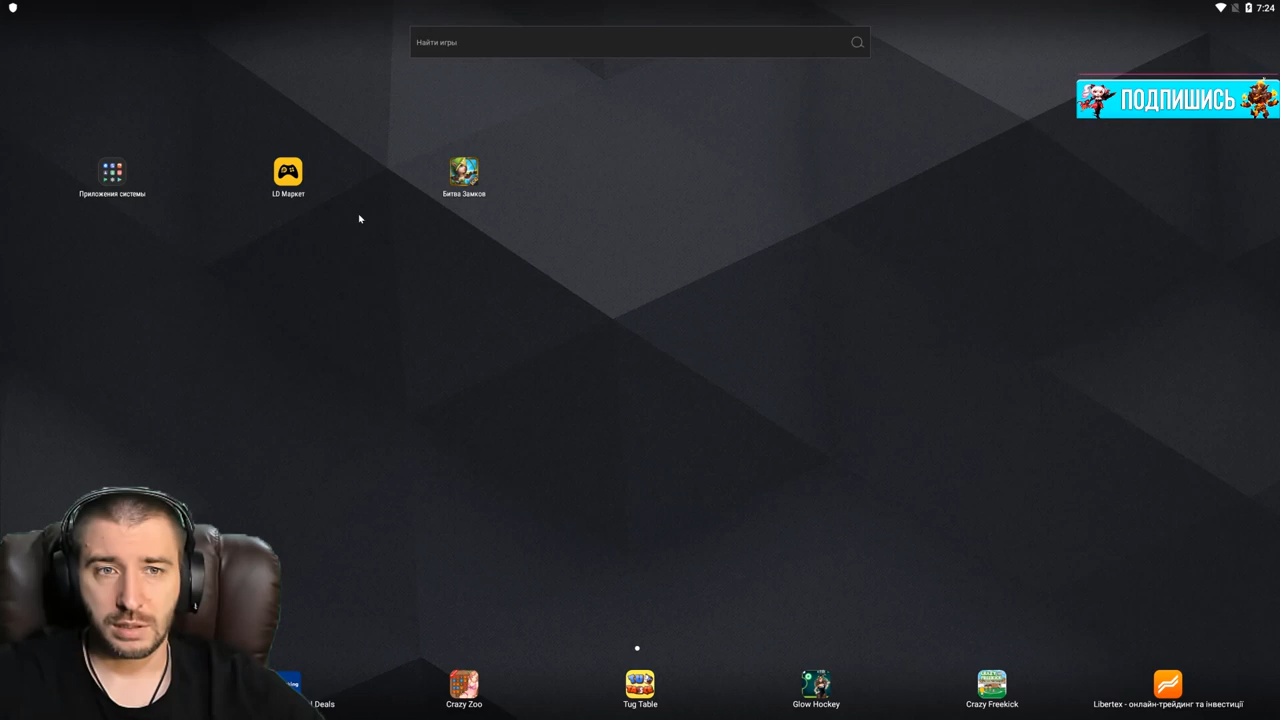 7:24
Найти игры
ПОДПИШИСЬ
Приложения системы
LD Маркет
Битва Замков
Deals
Crazy Zoo
Tug Table
Glow Hockey
Crazy Freekick
Libertex - онлайн-трейдинг та інвестиції